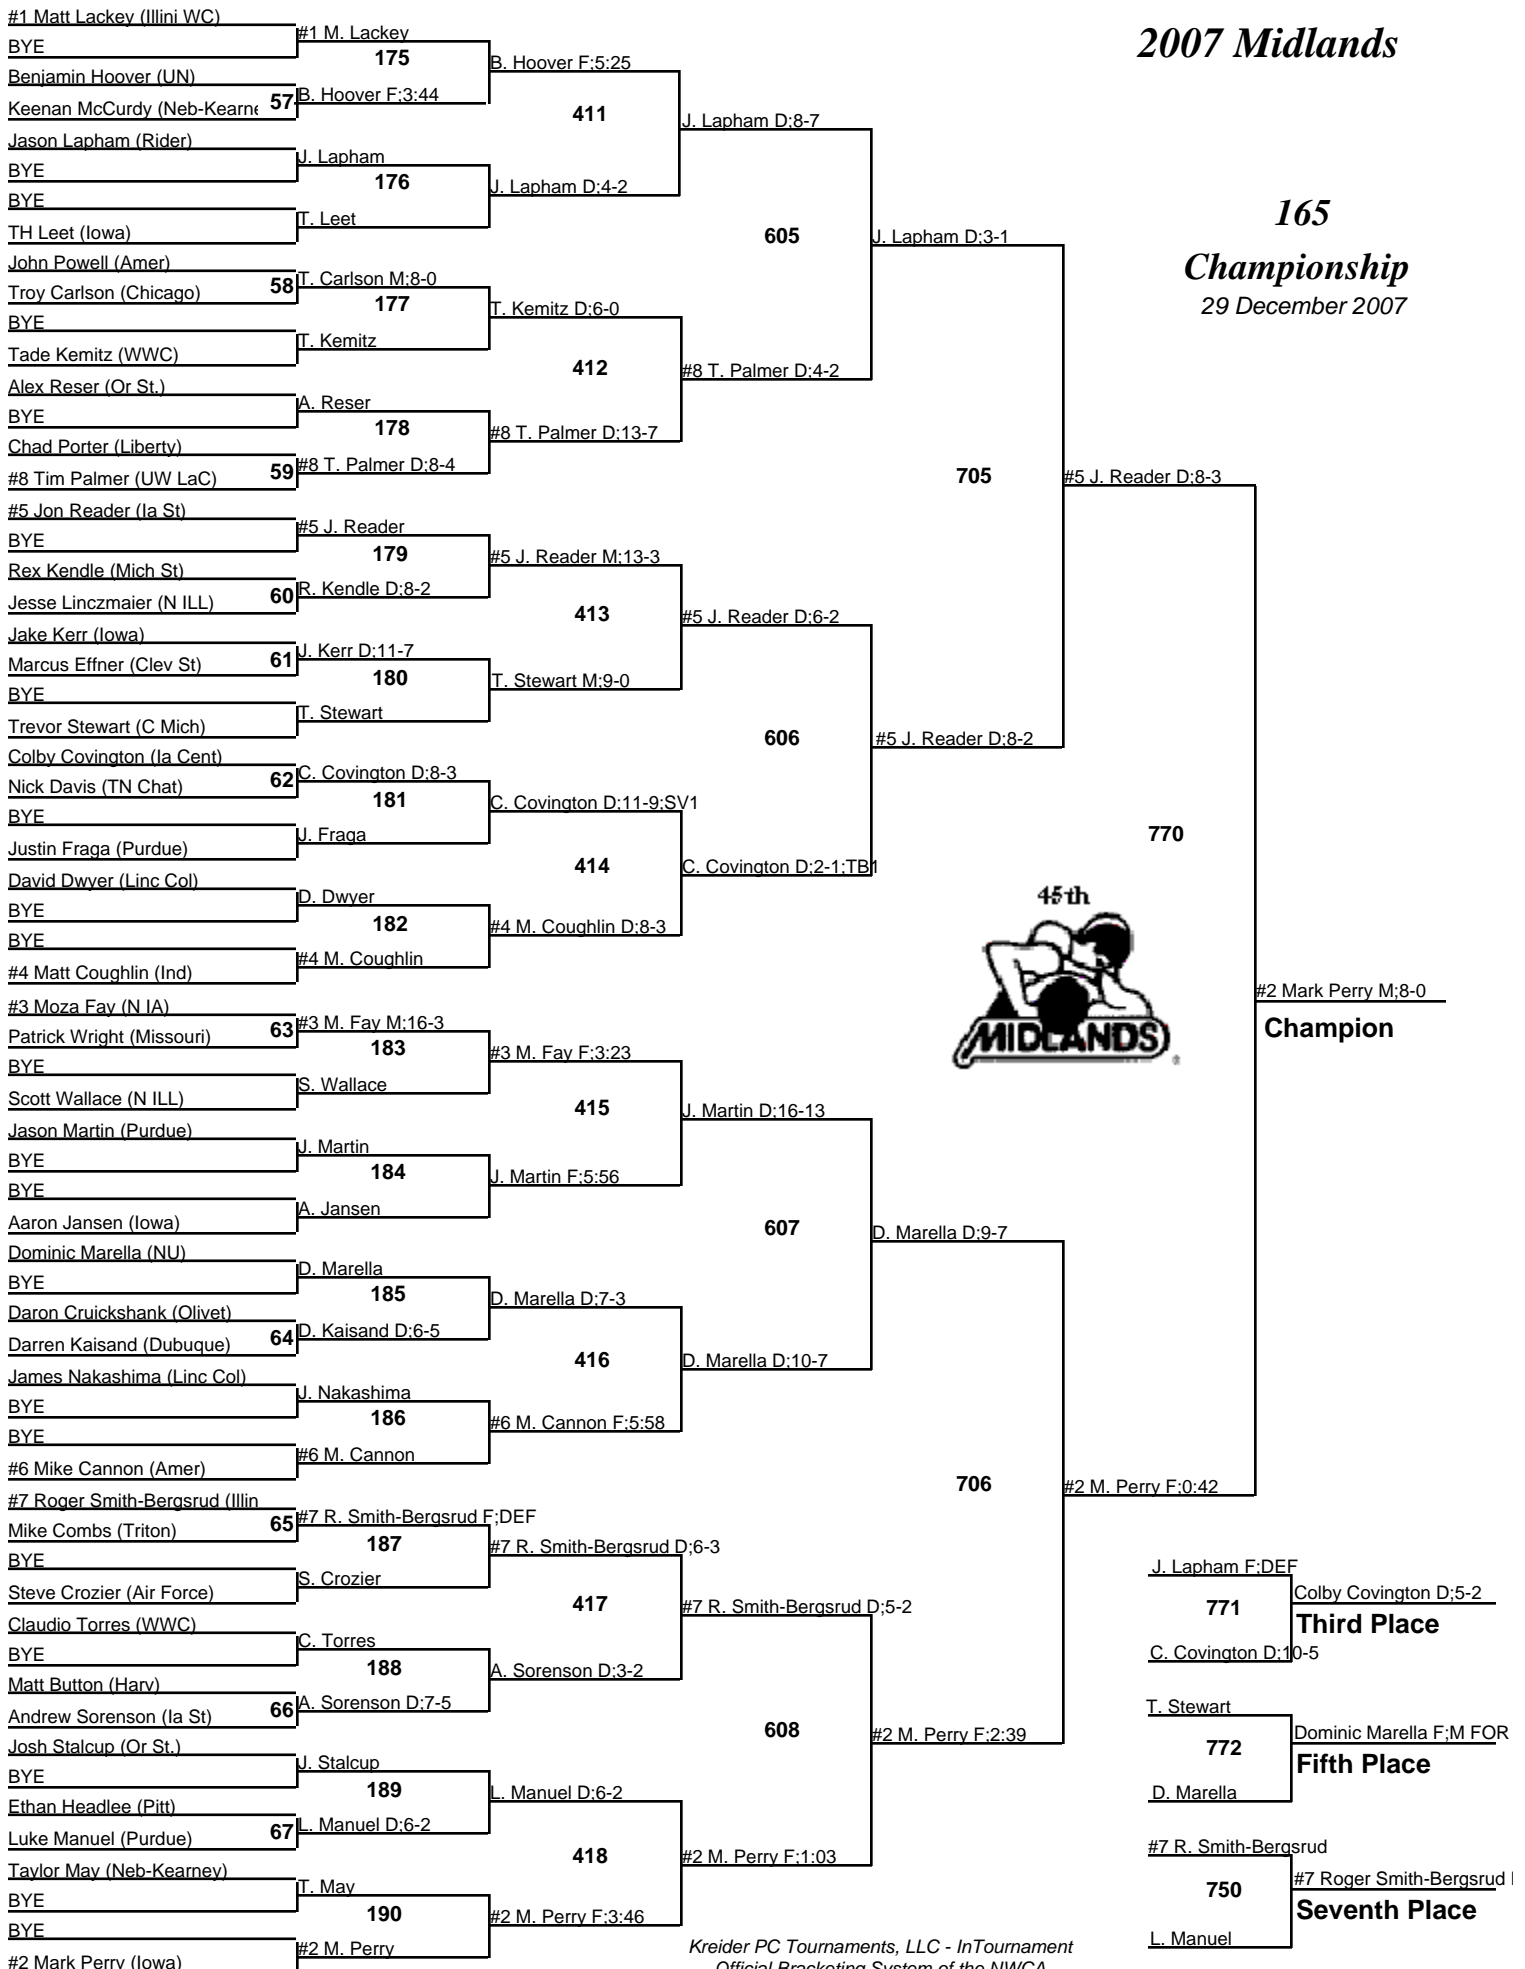 2007 Midlands
165
Championship
29 December 2007
#1 Matt Lackey (Illini WC)
BYE
Benjamin Hoover (UN)
Keenan McCurdy (Neb-Kearne
57
Jason Lapham (Rider)
BYE
BYE
TH Leet (Iowa)
John Powell (Amer)
Troy Carlson (Chicago)
58
BYE
Tade Kemitz (WWC)
Alex Reser (Or St.)
BYE
Chad Porter (Liberty)
#8 Tim Palmer (UW LaC)
59
#5 Jon Reader (Ia St)
BYE
Rex Kendle (Mich St)
Jesse Linczmaier (N ILL)
60
Jake Kerr (Iowa)
Marcus Effner (Clev St)
61
BYE
Trevor Stewart (C Mich)
Colby Covington (Ia Cent)
Nick Davis (TN Chat)
62
BYE
Justin Fraga (Purdue)
David Dwyer (Linc Col)
BYE
BYE
#4 Matt Coughlin (Ind)
#3 Moza Fay (N IA)
Patrick Wright (Missouri)
63
BYE
Scott Wallace (N ILL)
Jason Martin (Purdue)
BYE
BYE
Aaron Jansen (Iowa)
Dominic Marella (NU)
BYE
Daron Cruickshank (Olivet)
Darren Kaisand (Dubuque)
64
James Nakashima (Linc Col)
BYE
BYE
#6 Mike Cannon (Amer)
#7 Roger Smith-Bergsrud (Illin
Mike Combs (Triton)
65
BYE
Steve Crozier (Air Force)
Claudio Torres (WWC)
BYE
Matt Button (Harv)
Andrew Sorenson (Ia St)
66
Josh Stalcup (Or St.)
BYE
Ethan Headlee (Pitt)
Luke Manuel (Purdue)
67
Taylor May (Neb-Kearney)
BYE
BYE
#2 Mark Perry (Iowa)
#1 M. Lackey
175
B. Hoover F;3:44
J. Lapham
176
T. Leet
T. Carlson M;8-0
177
T. Kemitz
A. Reser
178
#8 T. Palmer D;8-4
#5 J. Reader
179
R. Kendle D;8-2
J. Kerr D;11-7
180
T. Stewart
C. Covington D;8-3
181
J. Fraga
D. Dwyer
182
#4 M. Coughlin
#3 M. Fay M;16-3
183
S. Wallace
J. Martin
184
A. Jansen
D. Marella
185
D. Kaisand D;6-5
J. Nakashima
186
#6 M. Cannon
#7 R. Smith-Bergsrud F;DEF
187
S. Crozier
C. Torres
188
A. Sorenson D;7-5
J. Stalcup
189
L. Manuel D;6-2
T. May
190
#2 M. Perry
B. Hoover F;5:25
411
J. Lapham D;4-2
T. Kemitz D;6-0
412
#8 T. Palmer D;13-7
#5 J. Reader M;13-3
413
T. Stewart M;9-0
C. Covington D;11-9;SV1
414
#4 M. Coughlin D;8-3
#3 M. Fay F;3:23
415
J. Martin F;5:56
D. Marella D;7-3
416
#6 M. Cannon F;5:58
#7 R. Smith-Bergsrud D;6-3
417
A. Sorenson D;3-2
L. Manuel D;6-2
418
#2 M. Perry F;3:46
J. Lapham D;8-7
605
#8 T. Palmer D;4-2
#5 J. Reader D;6-2
606
C. Covington D;2-1;TB1
J. Martin D;16-13
607
D. Marella D;10-7
#7 R. Smith-Bergsrud D;5-2
608
#2 M. Perry F;1:03
J. Lapham D;3-1
705
#5 J. Reader D;8-2
D. Marella D;9-7
706
#2 M. Perry F;2:39
#5 J. Reader D;8-3
770
#2 M. Perry F;0:42
45th
MIDLANDS
#2 Mark Perry M;8-0
Champion
J. Lapham F;DEF
771
C. Covington D;10-5
Colby Covington D;5-2
Third Place
T. Stewart
772
D. Marella
Dominic Marella F;M FOR
Fifth Place
#7 R. Smith-Bergsrud
750
L. Manuel
#7 Roger Smith-Bergsrud
Seventh Place
Kreider PC Tournaments, LLC - InTournament
Official Bracketing System of the NWCA